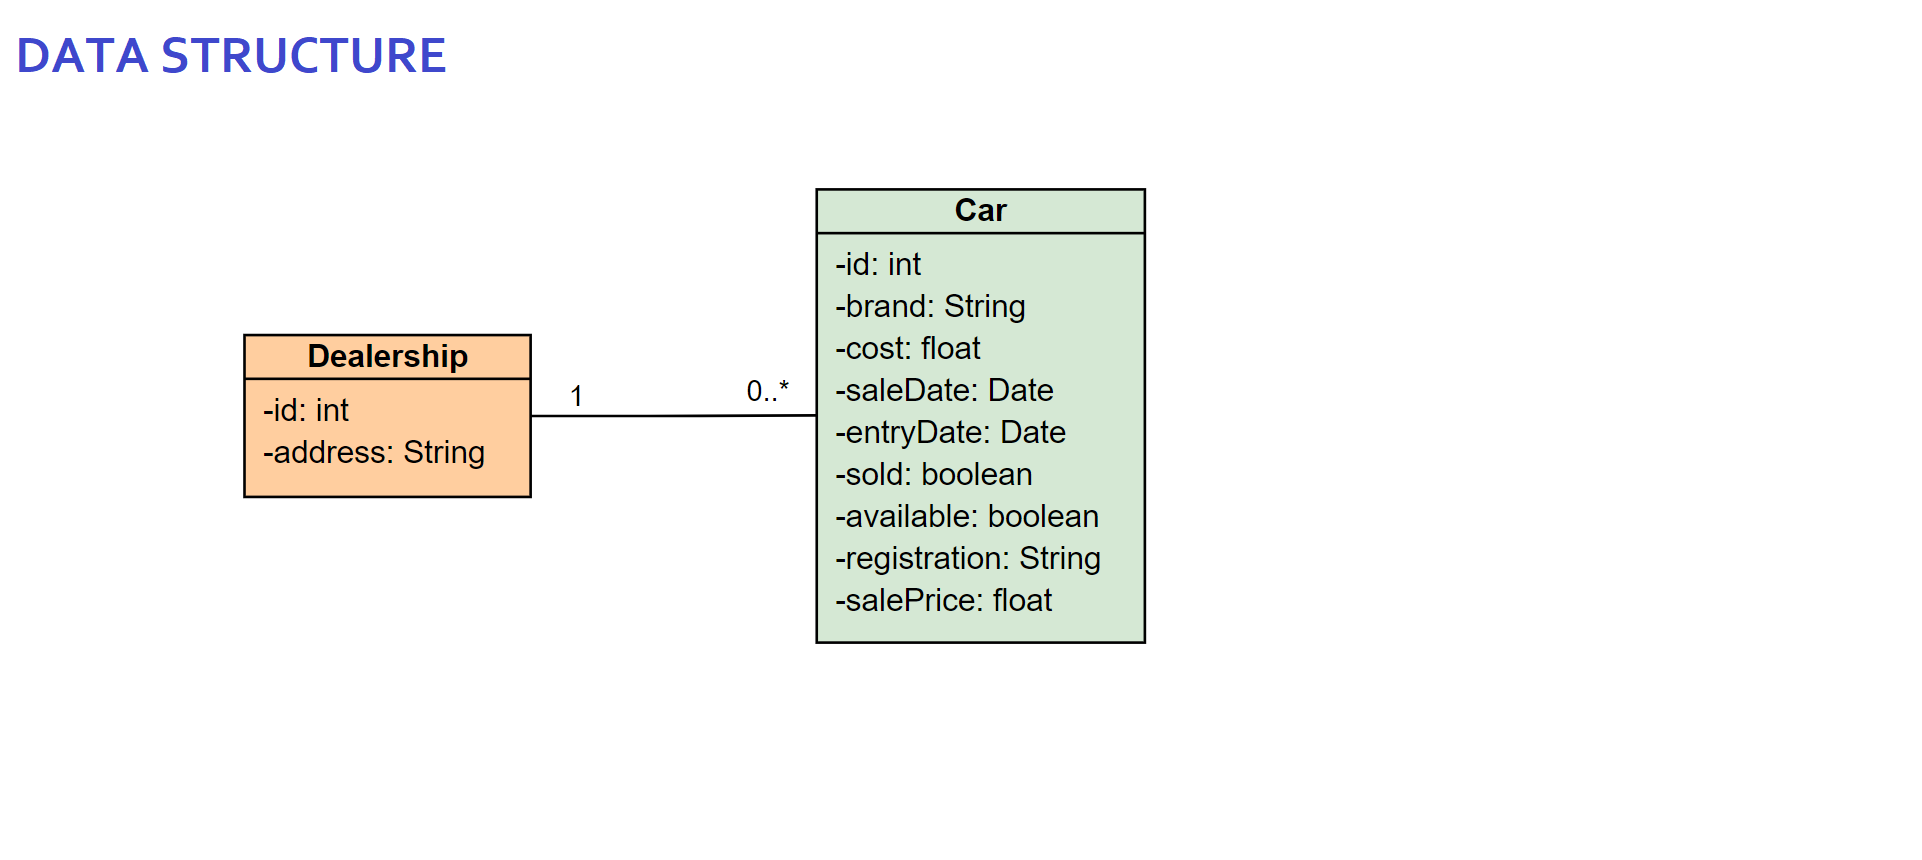 DATA STRUCTURE
Dealership
-id: int
-address: String
1
0..*
Car
-id: int
-brand: String
-cost: float
-saleDate: Date
-entryDate: Date
-sold: boolean
-available: boolean
-registration: String
-salePrice: float